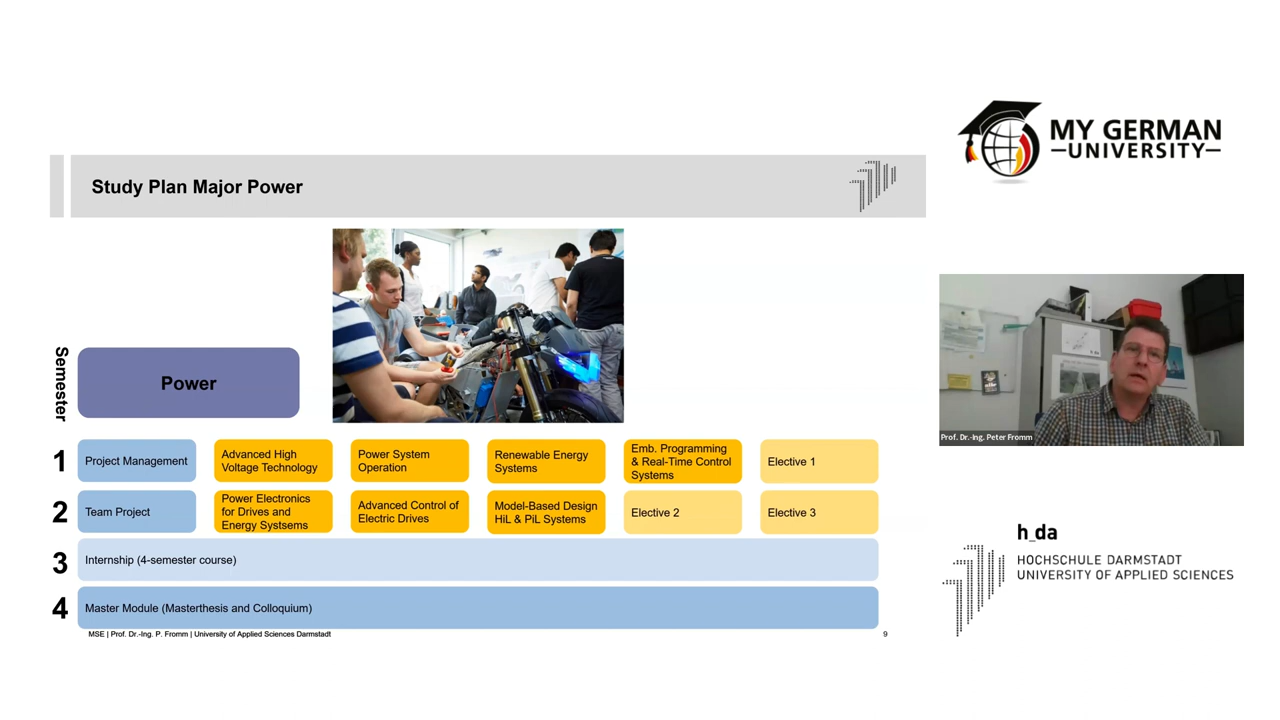 MY GERMAN
UNIVERSITY
Study Plan Major Power
Semester
Power
1
Project Management
Advanced High
Voltage Technology
Power System
Operation
Renewable Energy
Systems
Emb. Programming
& Real-Time Control
Systems
Elective 1
2
Team Project
Power Electronics
for Drives and
Energy Systsems
Advanced Control of
Electric Drives
Model-Based Design
HiL & PiL Systems
Elective 2
Elective 3
3
Internship (4-semester course)
4
Master Module (Masterthesis and Colloquium)
MSE | Prof. Dr.-Ing. P. Fromm | University of Applied Sciences Darmstadt
9
Prof. Dr.-Ing. Peter Fromm
h_da
HOCHSCHULE DARMSTADT
UNIVERSITY OF APPLIED SCIENCES